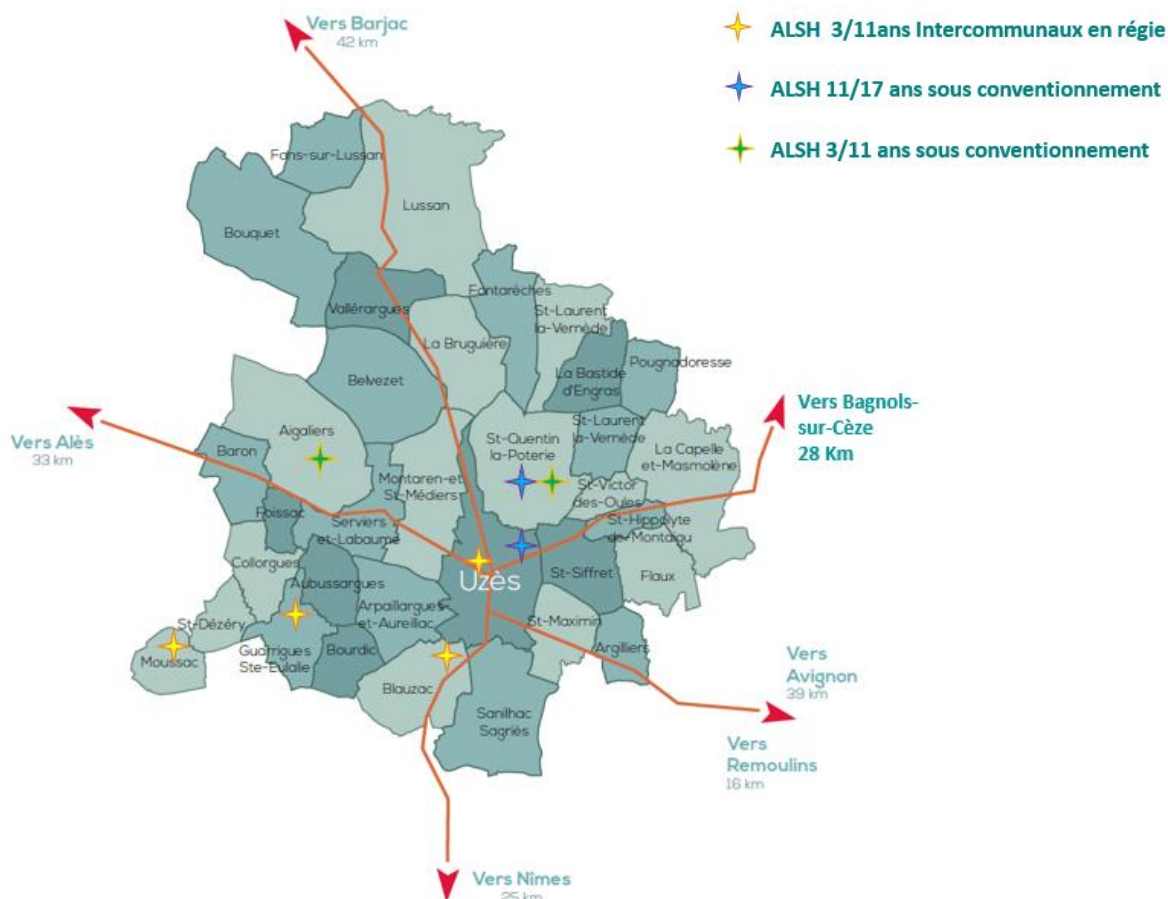 Vers Barjac
42 km
ALSH 3/11ans Intercommunaux en régie
ALSH 11/17 ans sous conventionnement
ALSH 3/11 ans sous conventionnement
Fons-sur-Lussan
Lussan
Bouquet
Fontarèches
Vallérargues
St-Laurent
la-Vernède
La Bruguière
Pougnadoresse
La Bastide
d'Engras
Belvezet
Vers Bagnols-
sur-Cèze
28 Km
Vers Alès
33 km
Aigaliers
St-Quentin
la-Poterie
St-Laurent
la-Vernède
La Capelle
et-Masmolène
Baron
Montaren-et
St-Médiers
St-Victor
des-Oules
Foissac
Serviers
et-Labaume
St-Hippolyte
de-Montaigu
Collorgues
Aubussargues
Uzès
St-Siffret
Flaux
Arpaillargues
et-Aureillac
St-Dézéry
St-Maximin
Moussac
Guarrigues
Ste-Eulalie
Bourdic
Argilliers
Blauzac
Vers
Avignon
39 km
Sanilhac
Sagriès
Vers
Remoulins
16 km
Vers Nîmes
25 km